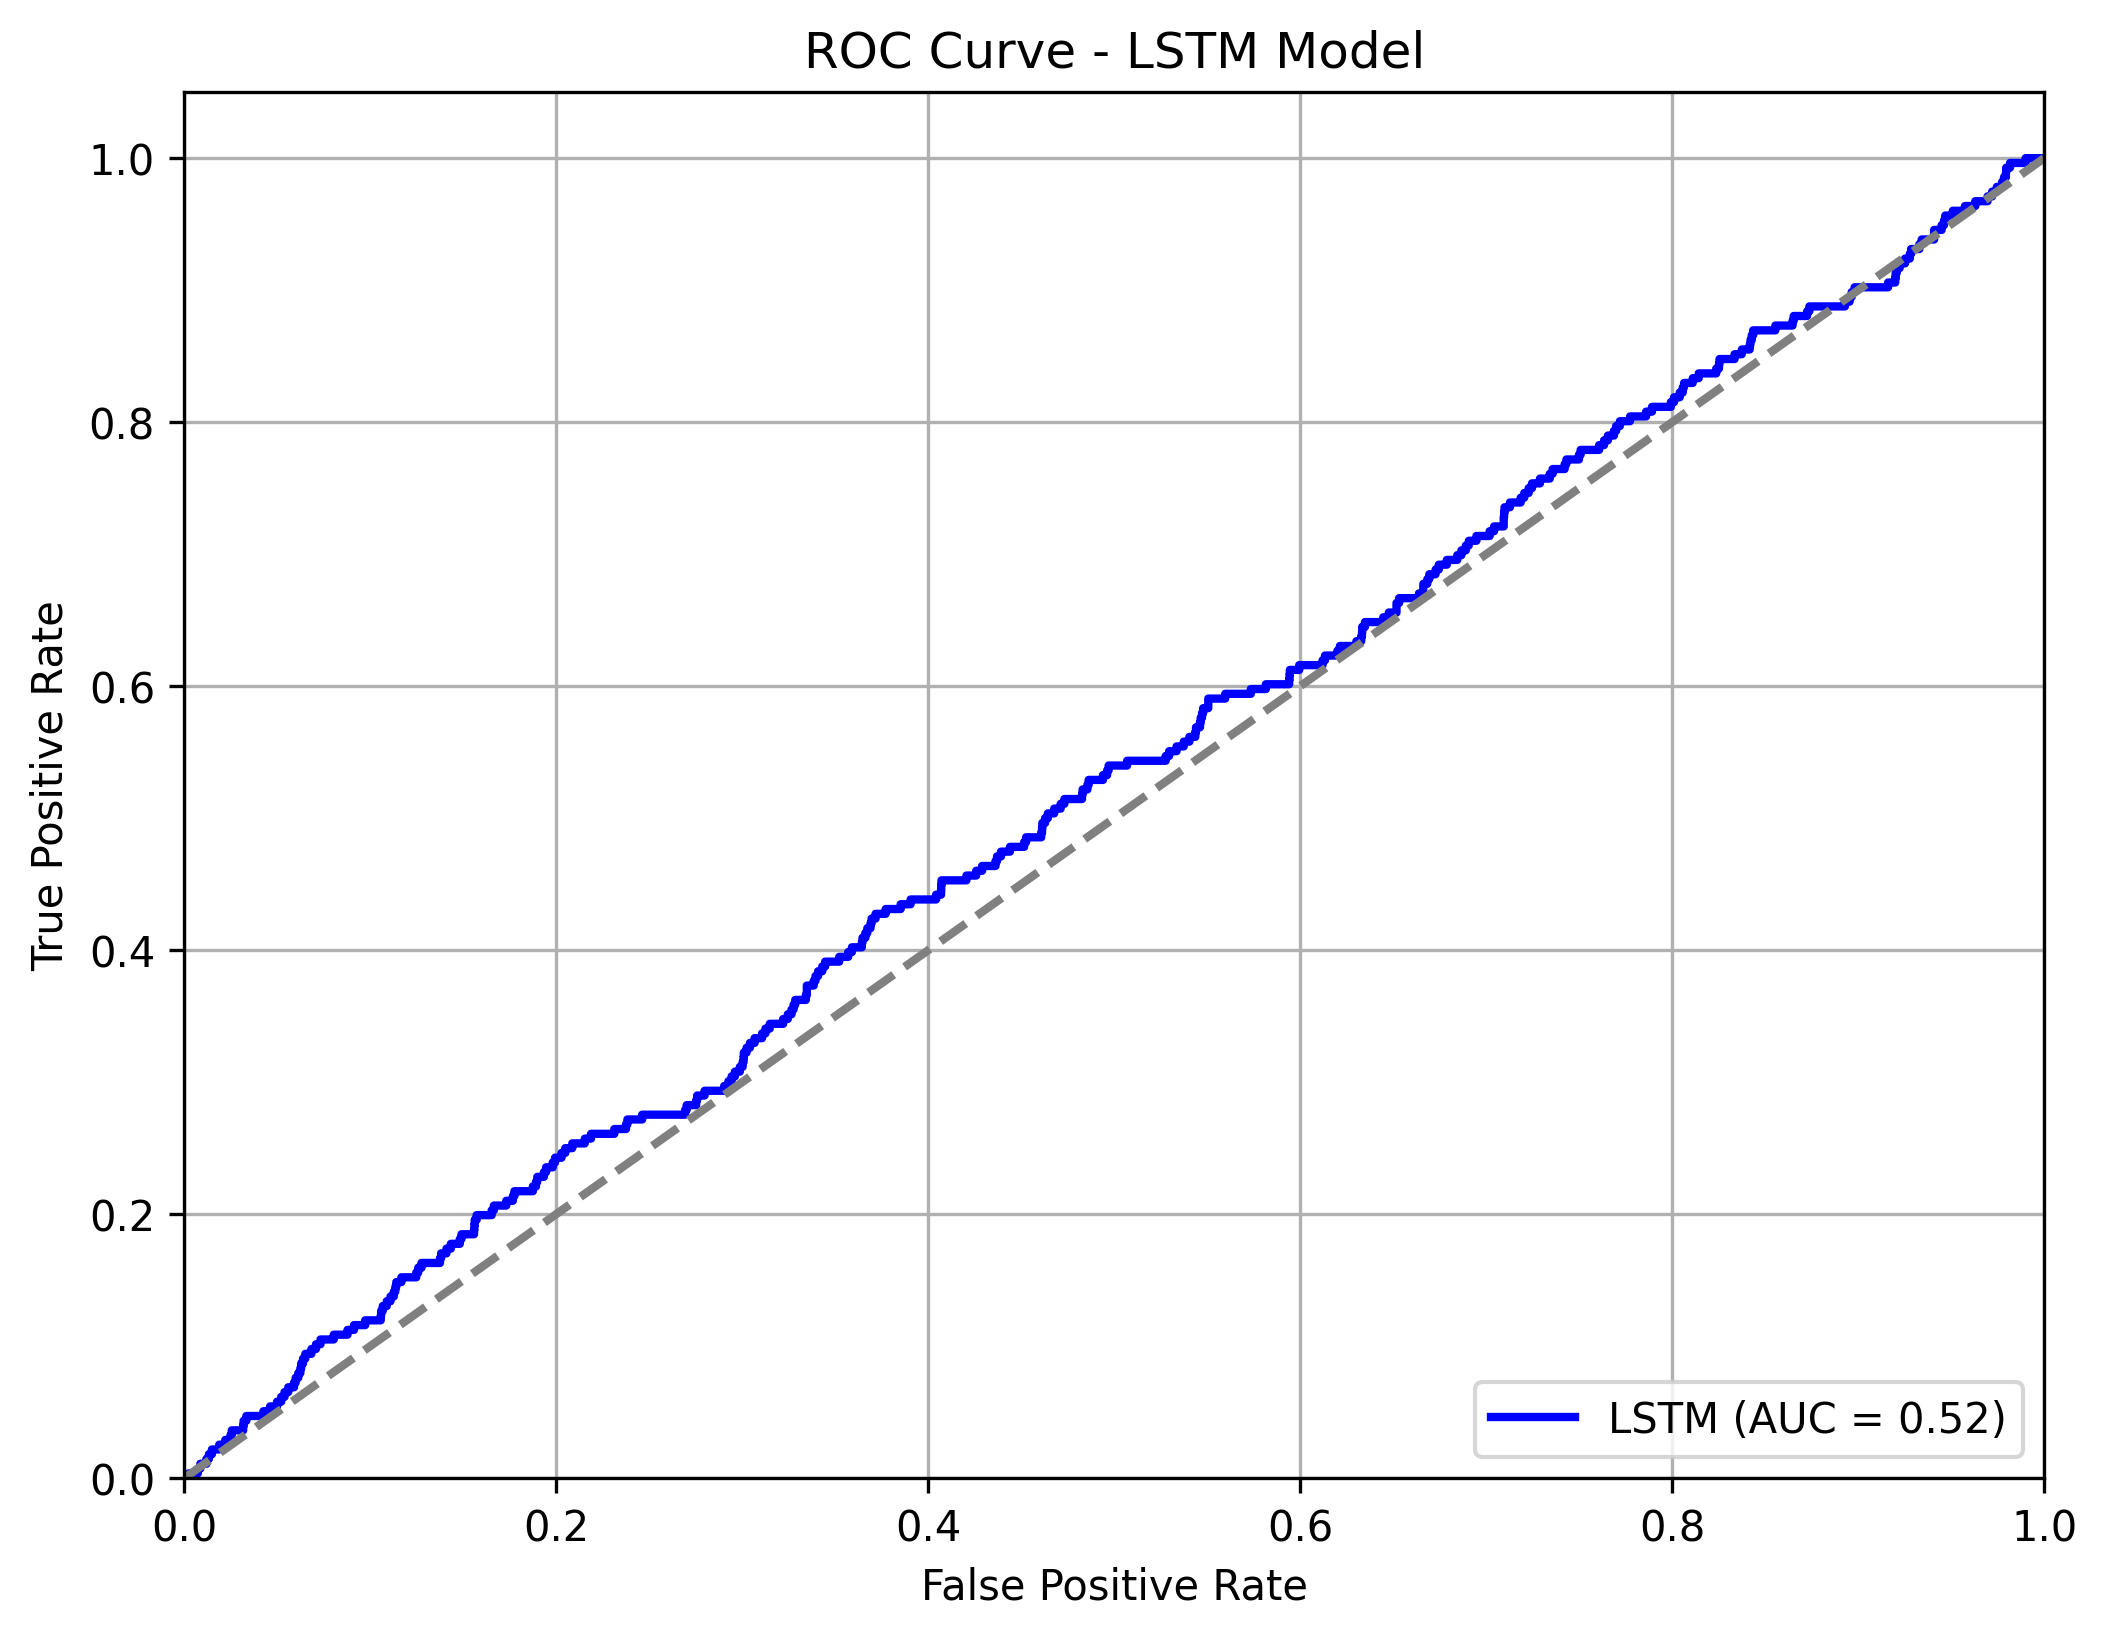 ROC Curve - LSTM Model
True Positive Rate
1.0
0.8
0.6
0.4
0.2
0.0
LSTM (AUC = 0.52)
0.0 0.2 0.4 0.6 0.8 1.0
False Positive Rate